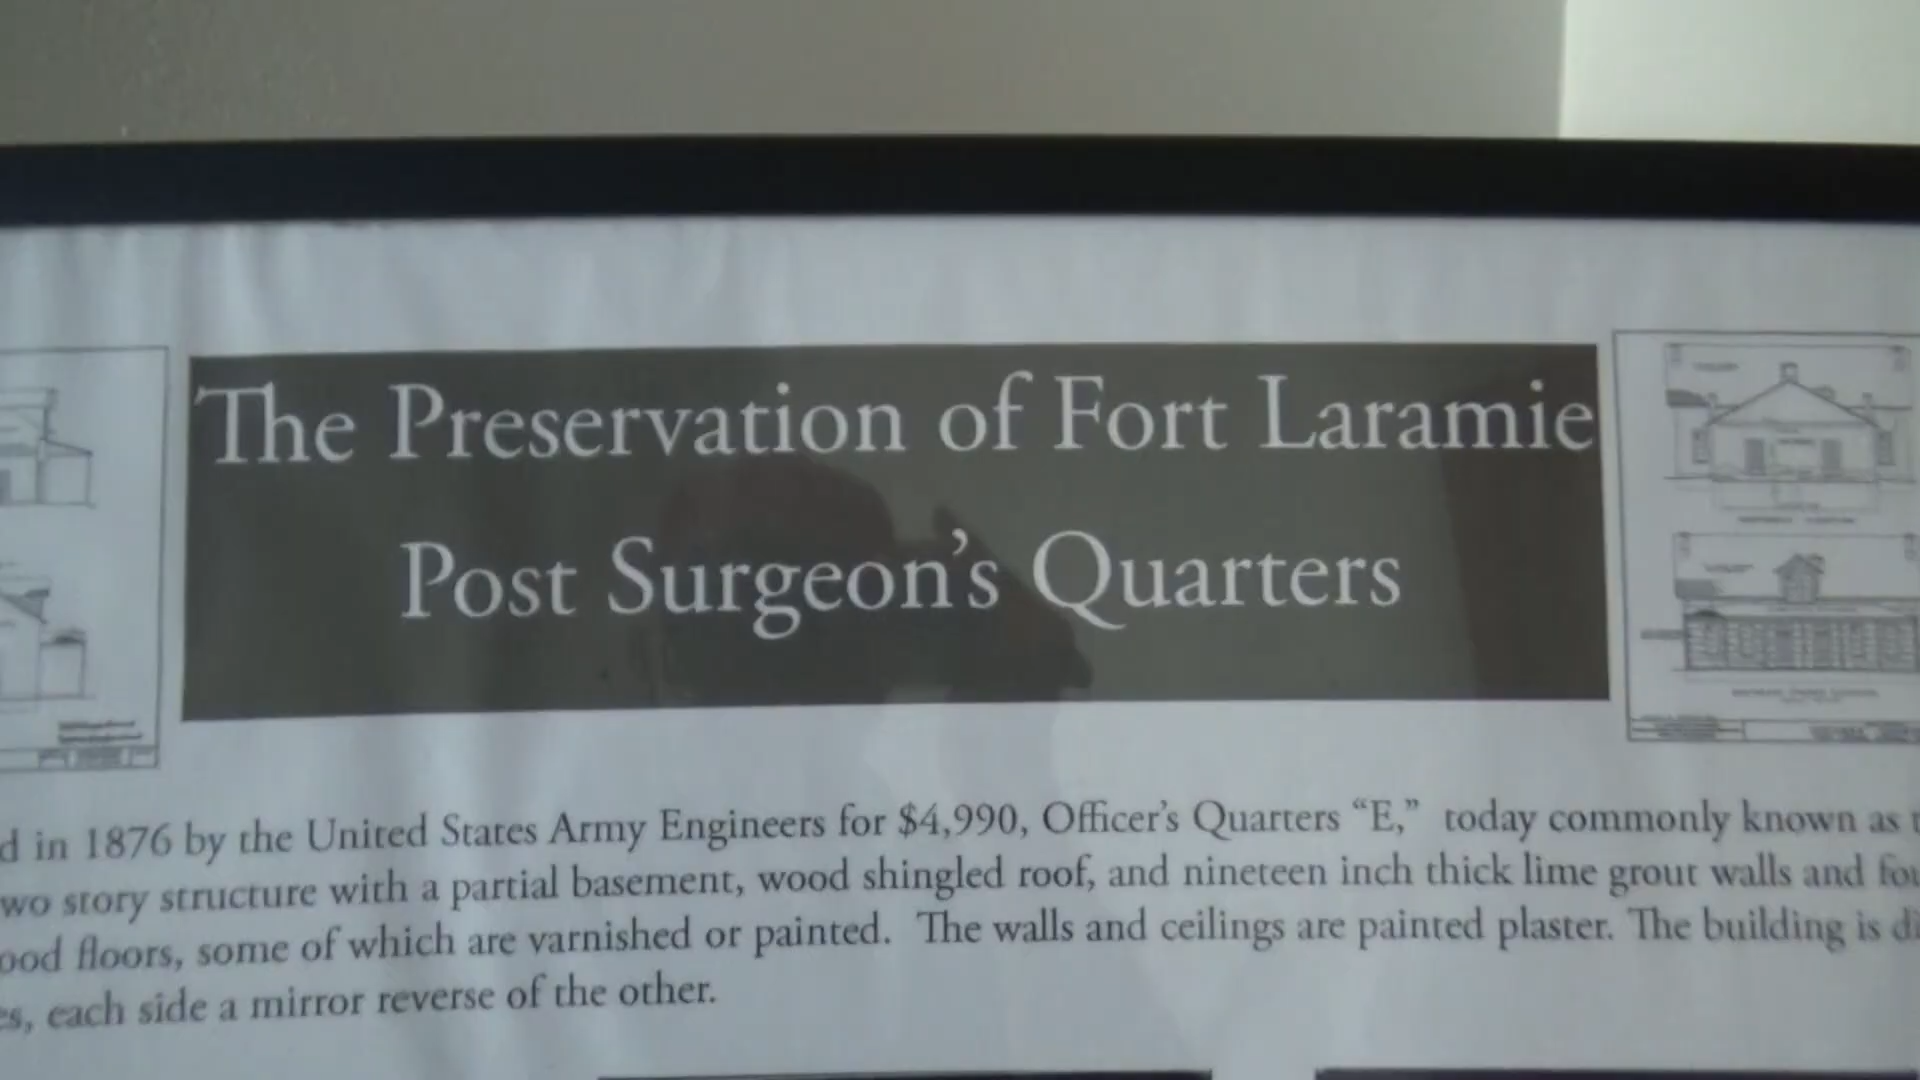 The Preservation of Fort Laramie
Post Surgeon's Quarters
in 1876 by the United States Army Engineers for $4,990, Officer's Quarters “E,” today commonly known as
story structure with a partial basement, wood shingled roof, and nineteen inch thick lime grout walls and
floors, some of which are varnished or painted. The walls and ceilings are painted plaster. The building is
each side a mirror reverse of the other.